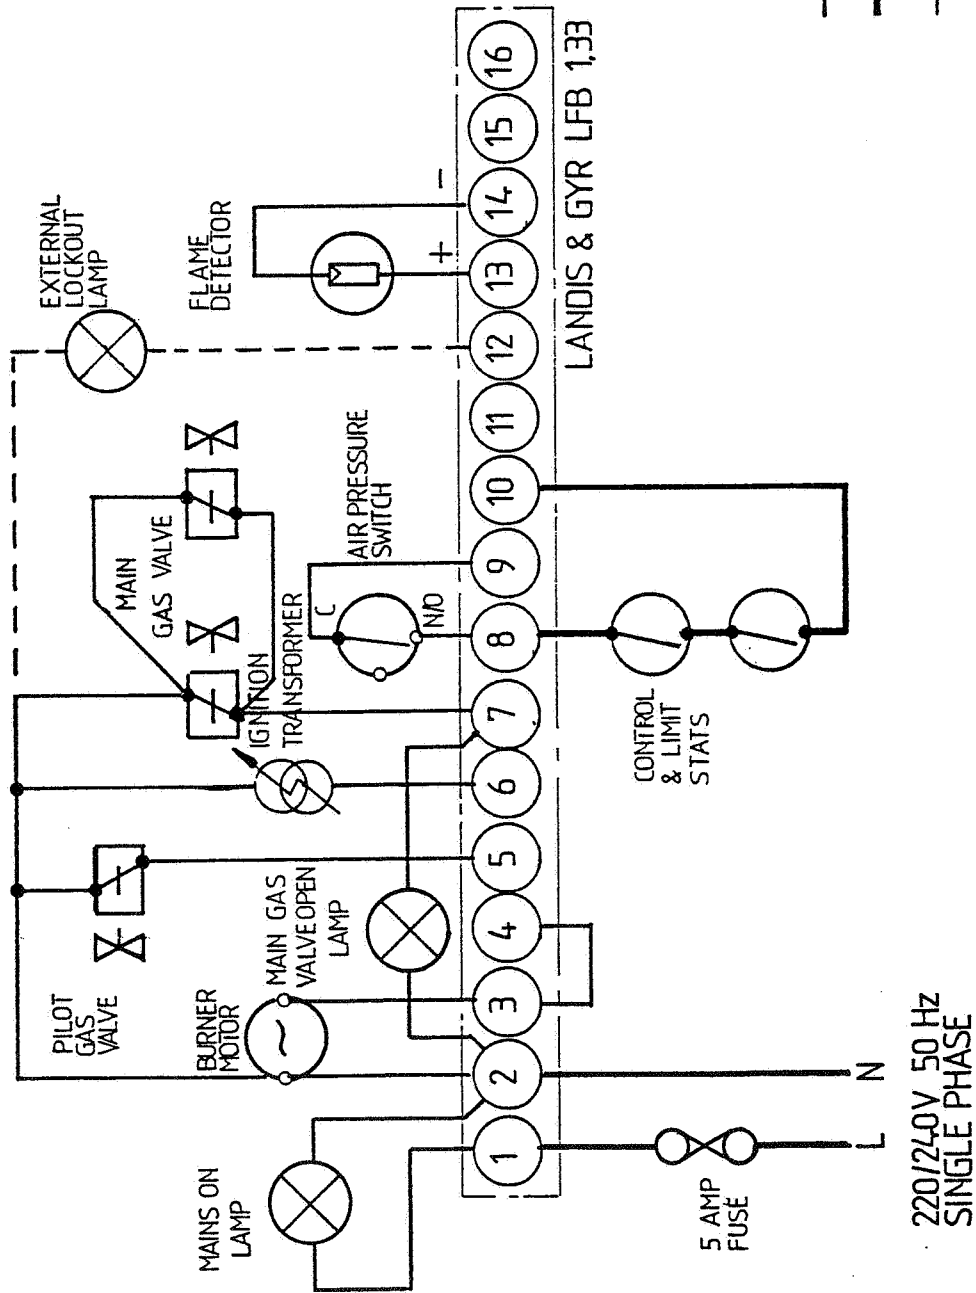 EXTERNAL
LOCKOUT
LAMP
FLAME
DETECTOR
+
−
MAIN
GAS VALVE
AIR PRESSURE
SWITCH
C
N/O
IGNITION
TRANSFORMER
PILOT
GAS
VALVE
BURNER
MOTOR
~
MAIN GAS
VALVE OPEN
LAMP
MAINS ON
LAMP
1
2
3
4
5
6
7
8
9
10
11
12
13
14
15
16
LANDIS & GYR LFB 1,33
CONTROL
& LIMIT
STATS
5 AMP
FUSE
L
N
220/240V 50 Hz
SINGLE PHASE